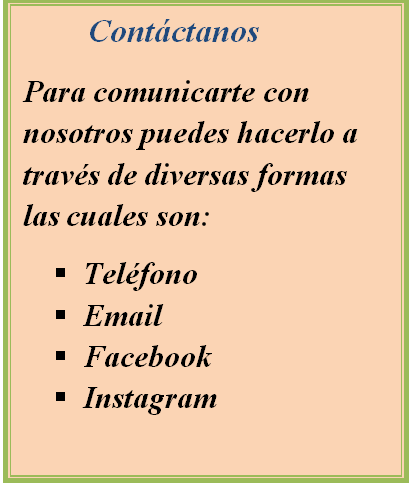 Contáctanos
Para comunicarte con
nosotros puedes hacerlo a
través de diversas formas
las cuales son:
▪ Teléfono
▪ Email
▪ Facebook
▪ Instagram